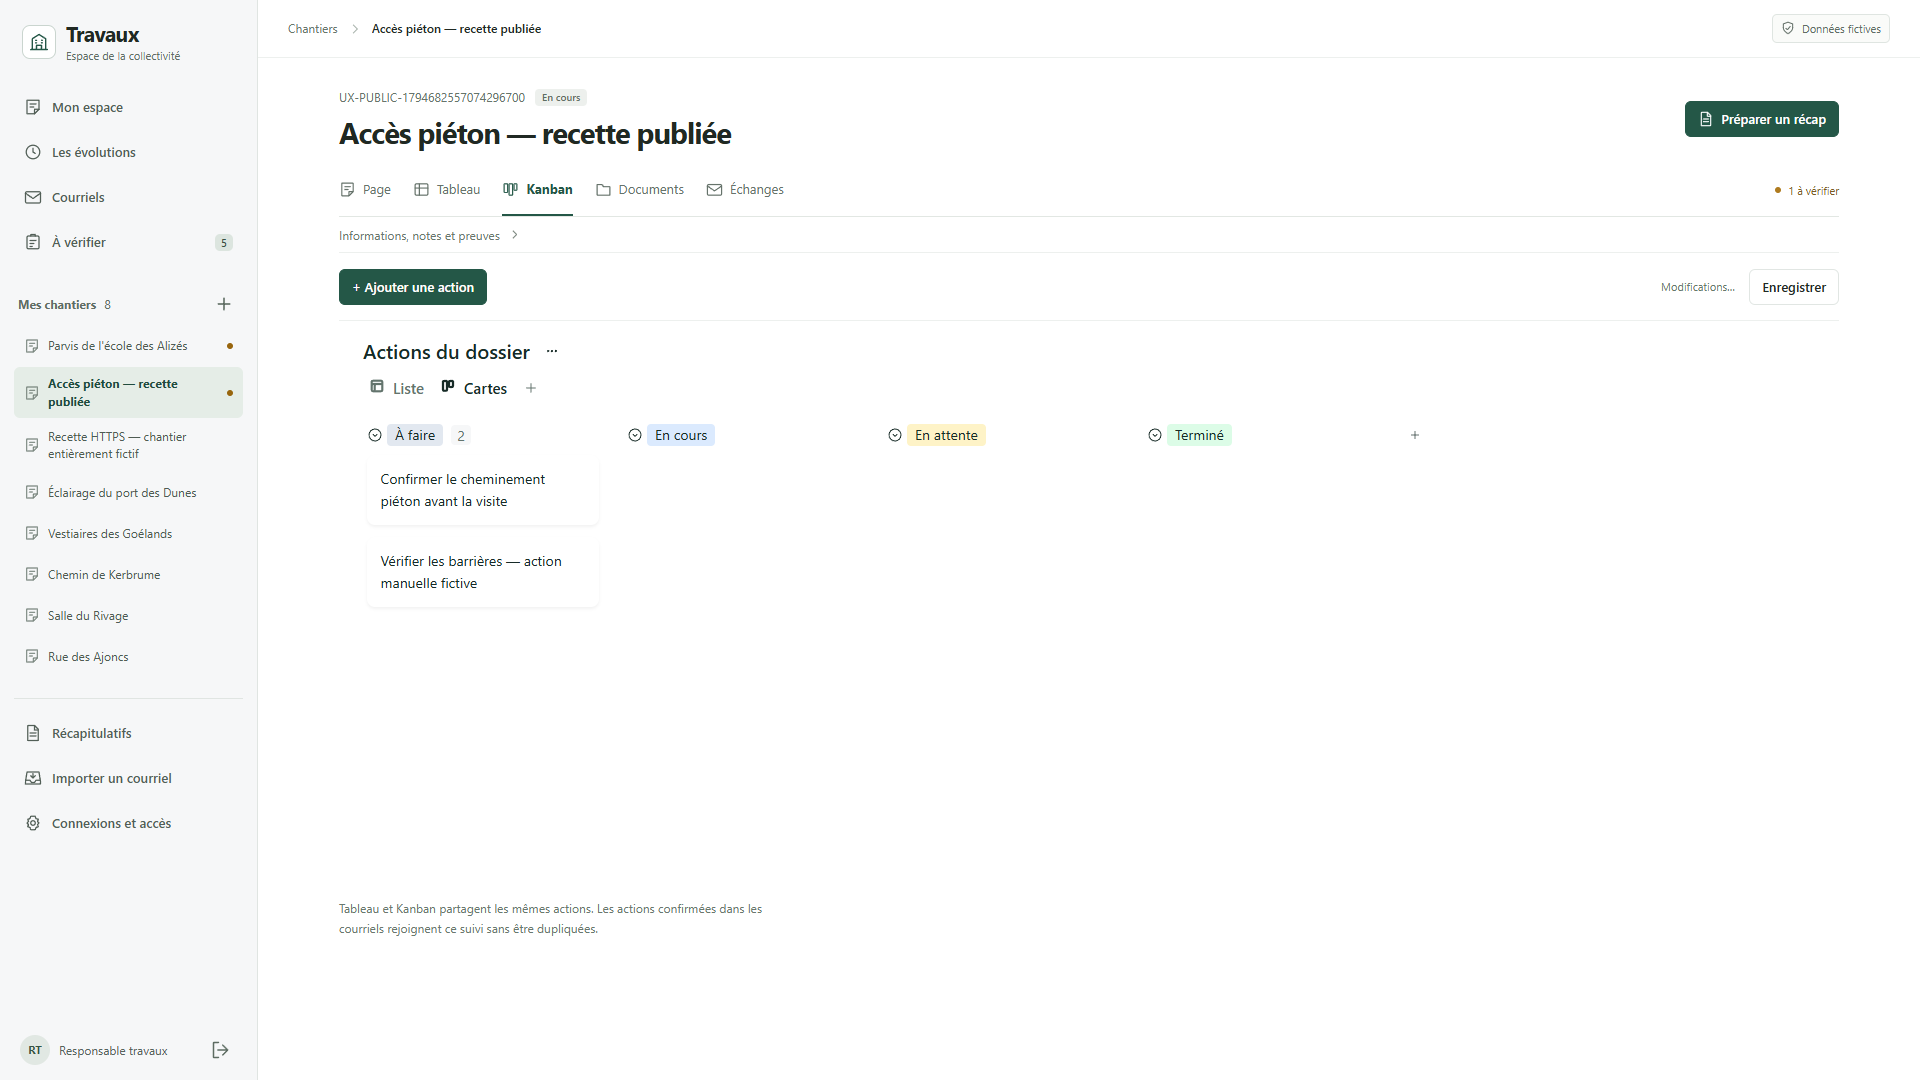 Travaux
Espace de la collectivité
Mon espace
Les évolutions
Courriels
À vérifier 5
Mes chantiers 8
Parvis de l'école des Alizés
Accès piéton — recette
publiée
Recette HTTPS — chantier
entièrement fictif
Éclairage du port des Dunes
Vestiaires des Goélands
Chemin de Kerbrume
Salle du Rivage
Rue des Ajoncs
Récapitulatifs
Importer un courriel
Connexions et accès
RT Responsable travaux
Chantiers Accès piéton — recette publiée
Données fictives
UX-PUBLIC-1794682557074296700 En cours
Accès piéton — recette publiée
Préparer un récap
Page Tableau Kanban Documents Échanges
1 à vérifier
Informations, notes et preuves
+ Ajouter une action
Modifications... Enregistrer
Actions du dossier ...
Liste Cartes +
À faire 2 En cours En attente Terminé +
Confirmer le cheminement
piéton avant la visite
Vérifier les barrières — action
manuelle fictive
Tableau et Kanban partagent les mêmes actions. Les actions confirmées dans les
courriels rejoignent ce suivi sans être dupliquées.